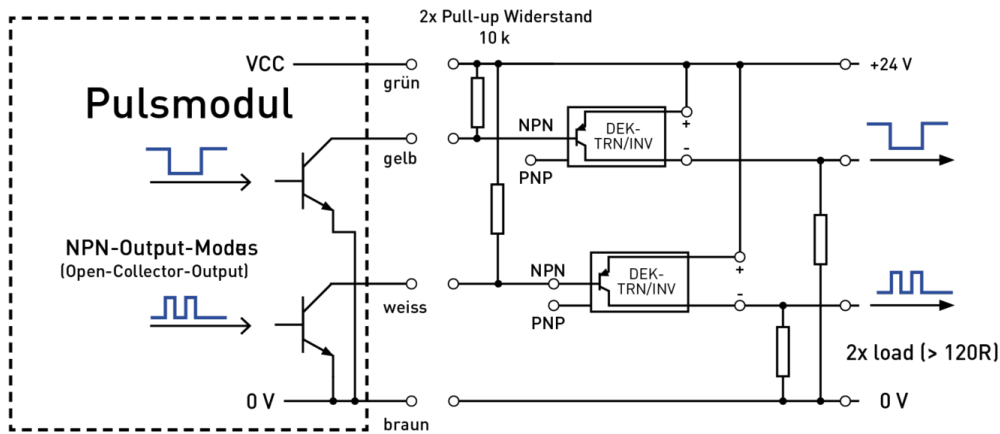 2x Pull-up Widerstand
10 k
VCC
grün
+24 V
Pulsmodul
NPN
DEK-
TRN/INV
+
-
gelb
PNP
NPN-Output-Modus
(Open-Collector-Output)
NPN
DEK-
TRN/INV
+
-
weiss
PNP
2x load (> 120R)
0 V
braun
0 V